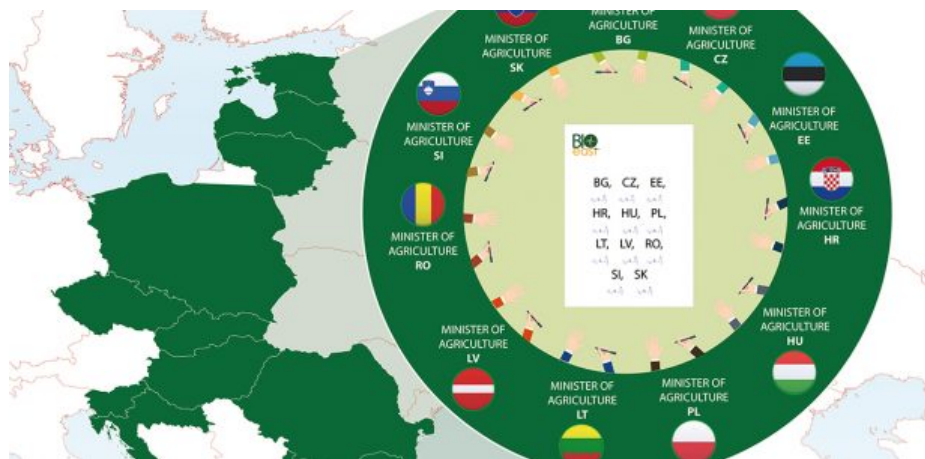 MINISTER OF
AGRICULTURE
SK
MINISTER OF
AGRICULTURE
BG
MINISTER OF
AGRICULTURE
CZ
MINISTER OF
AGRICULTURE
EE
MINISTER OF
AGRICULTURE
HR
MINISTER OF
AGRICULTURE
HU
MINISTER OF
AGRICULTURE
PL
MINISTER OF
AGRICULTURE
LT
MINISTER OF
AGRICULTURE
LV
MINISTER OF
AGRICULTURE
RO
MINISTER OF
AGRICULTURE
SI
BIO
east
BG, CZ, EE,
HR, HU, PL,
LT, LV, RO,
SI, SK